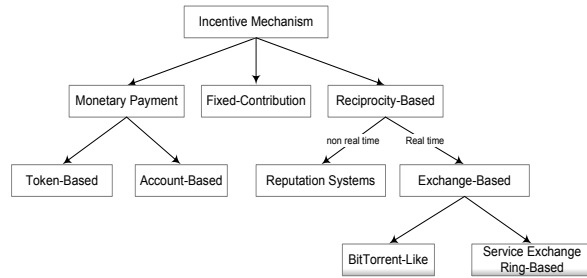 Incentive Mechanism
Monetary Payment
Fixed-Contribution
Reciprocity-Based
non real time
Real time
Token-Based
Account-Based
Reputation Systems
Exchange-Based
BitTorrent-Like
Service Exchange
Ring-Based